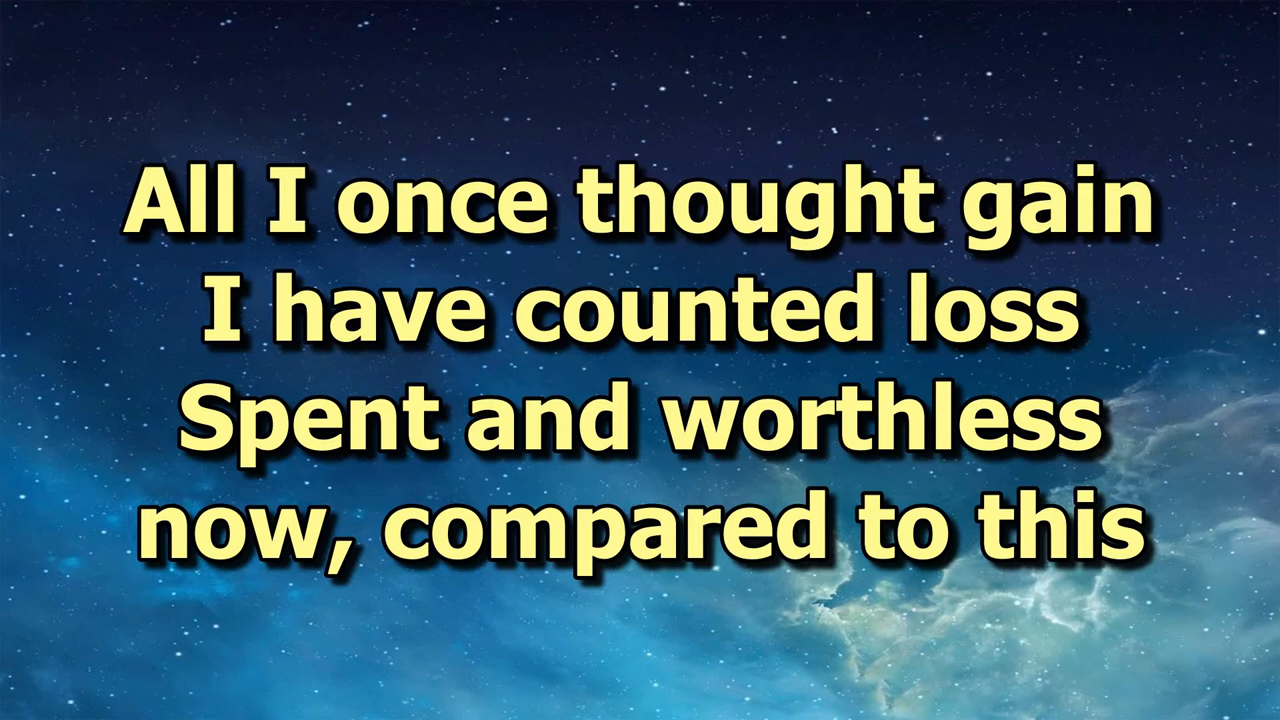 All I once thought gain
I have counted loss
Spent and worthless
now, compared to this